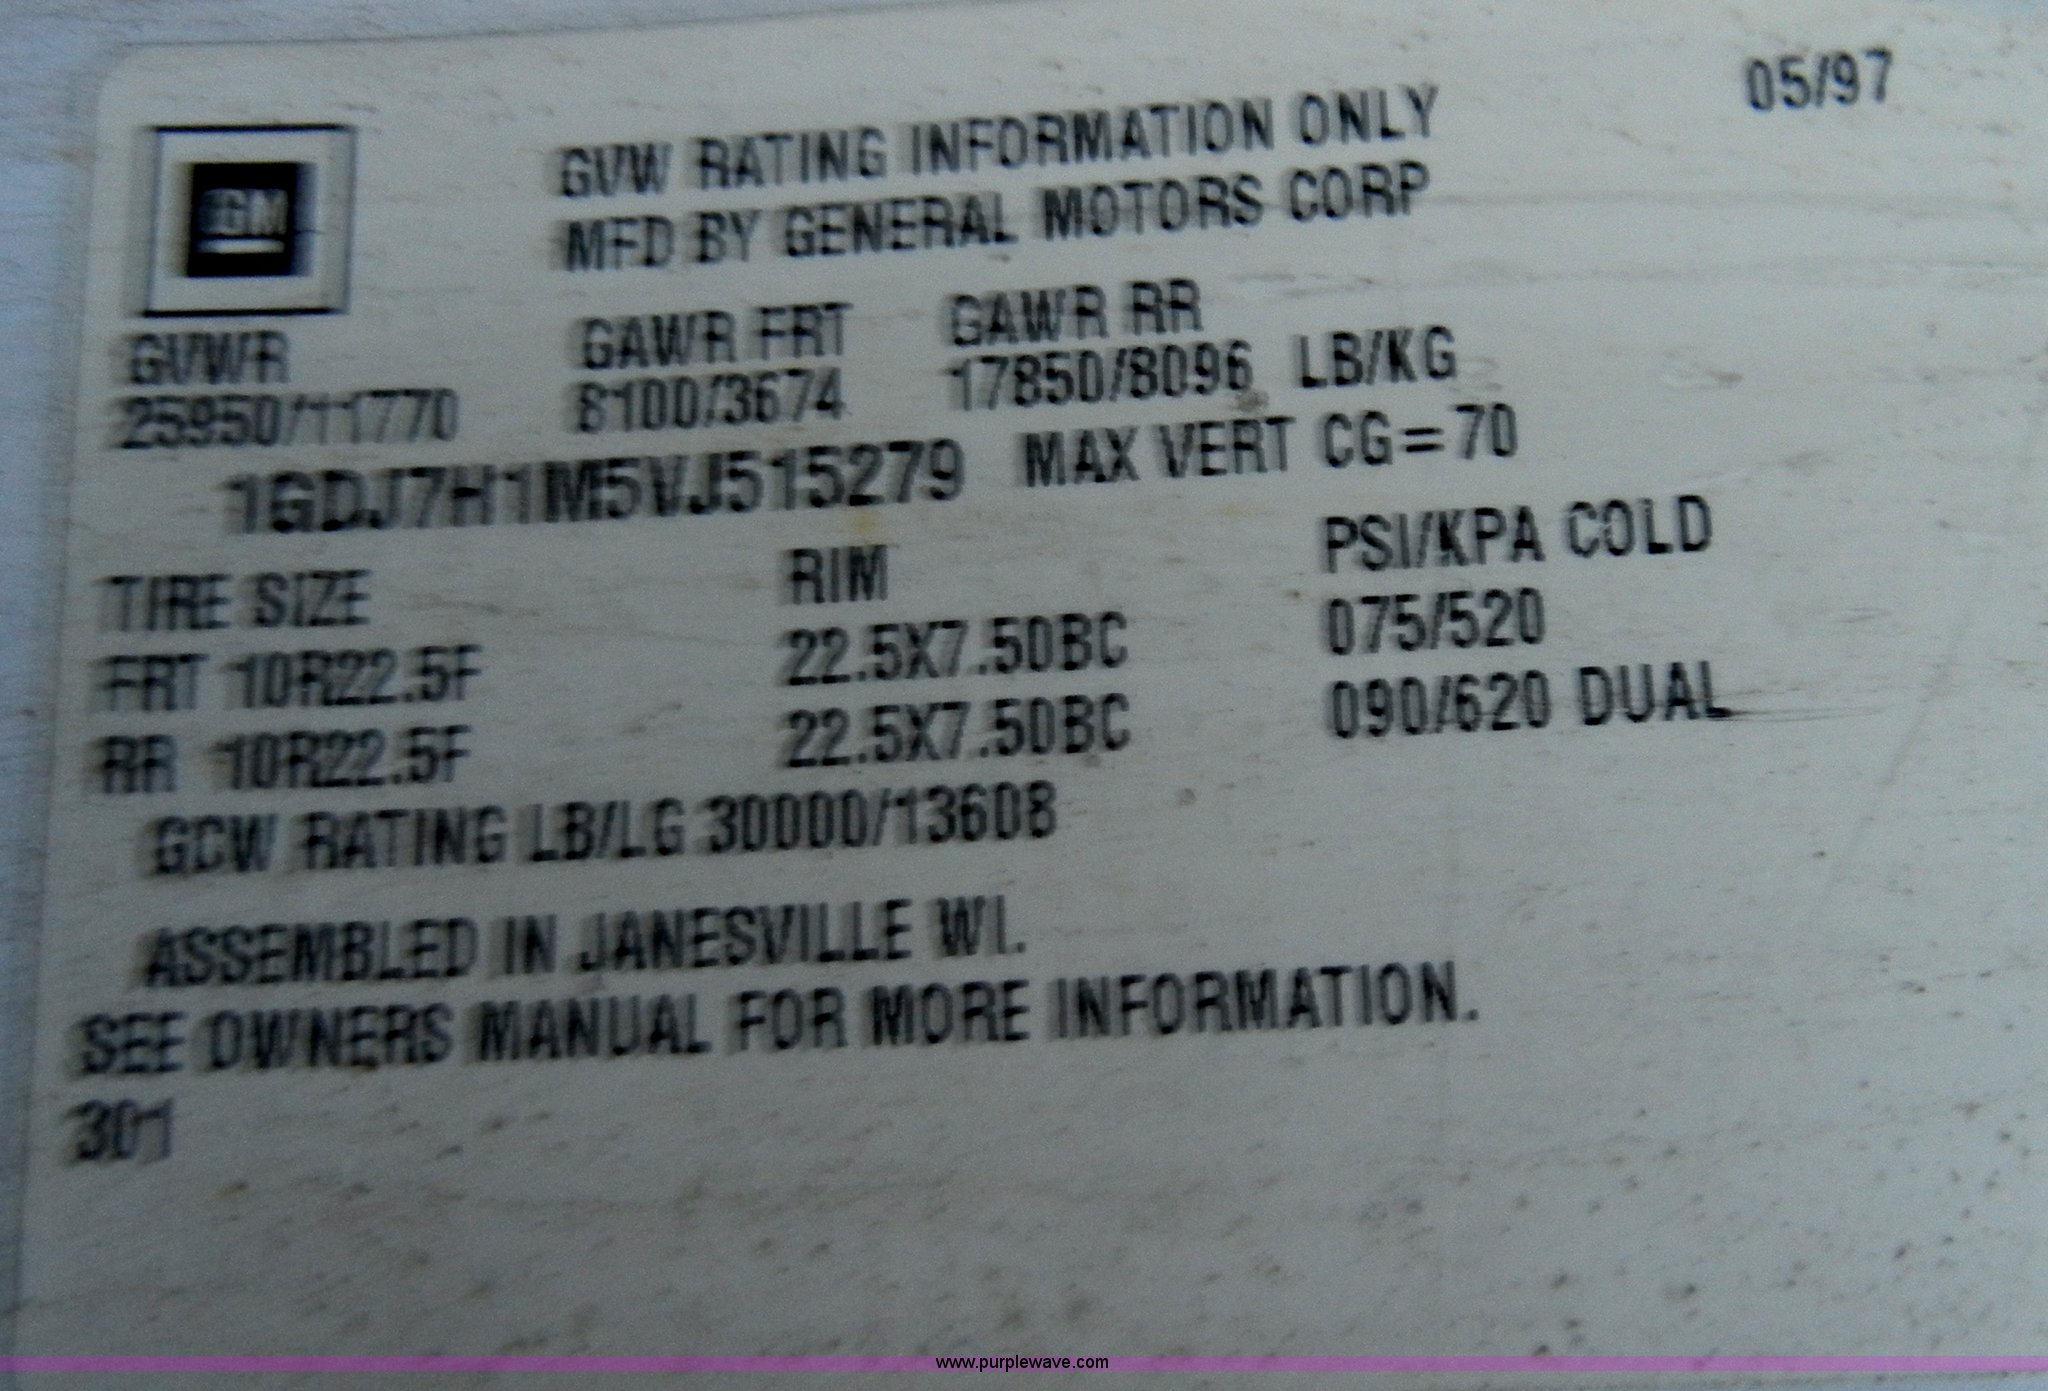 05/97
GM
GVW RATING INFORMATION ONLY
MFD BY GENERAL MOTORS CORP
GVWR GAWR FRT GAWR RR
25950/11770 8100/3674 17850/8096 LB/KG
1GDJ7H1M5VJ515279 MAX VERT CG=70
TIRE SIZE RIM PSI/KPA COLD
FRT 10R22.5F 22.5X7.50BC 075/520
RR 10R22.5F 22.5X7.50BC 090/620 DUAL
GCW RATING LB/LG 30000/13608
ASSEMBLED IN JANESVILLE WI.
SEE OWNERS MANUAL FOR MORE INFORMATION.
301
www.purplewave.com